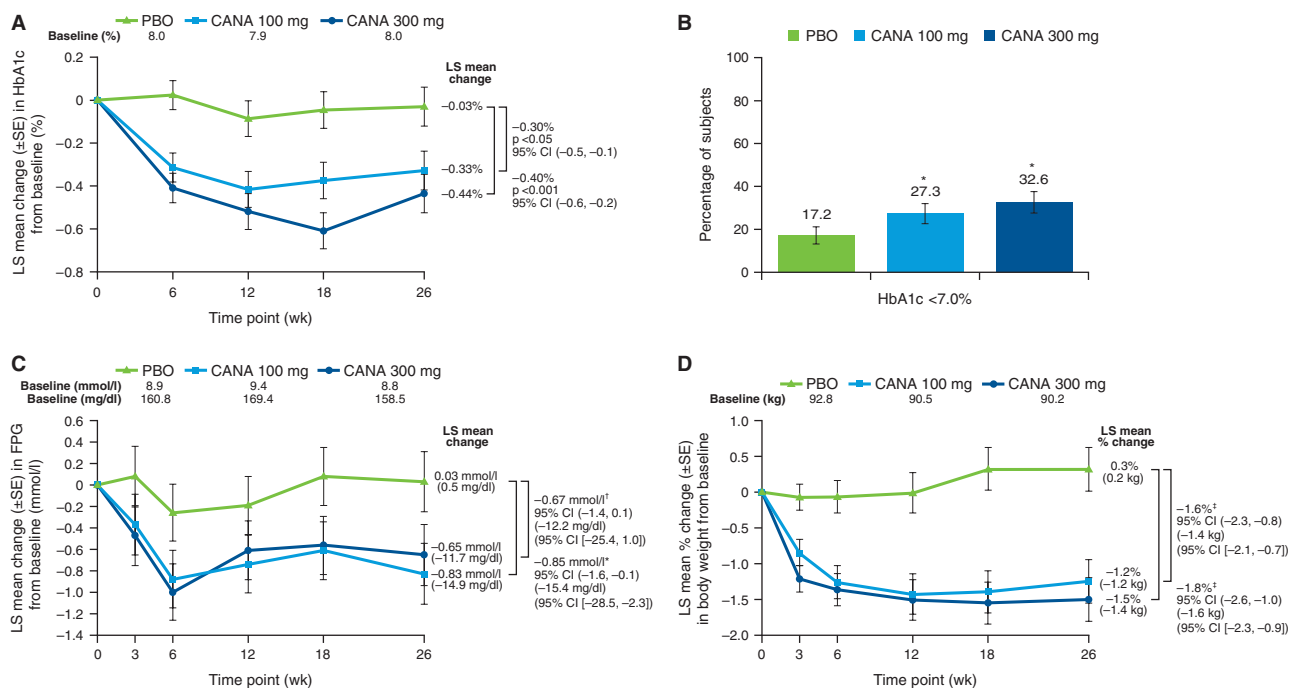 A
PBO CANA 100 mg CANA 300 mg
Baseline (%) 8.0 7.9 8.0
LS mean change (±SE) in HbA1c
from baseline (%)
0.2
0
−0.2
−0.4
−0.6
−0.8
0 6 12 18 26
Time point (wk)
LS mean
change
−0.03%
−0.33%
−0.44%
−0.30%
p <0.05
95% CI (−0.5, −0.1)
−0.40%
p <0.001
95% CI (−0.6, −0.2)
B
PBO CANA 100 mg CANA 300 mg
Percentage of subjects
100
80
60
40
20
0
17.2
*
27.3
*
32.6
HbA1c <7.0%
C
PBO CANA 100 mg CANA 300 mg
Baseline (mmol/l) 8.9 9.4 8.8
Baseline (mg/dl) 160.8 169.4 158.5
LS mean change (±SE) in FPG
from baseline (mmol/l)
0.6
0.4
0.2
0
−0.2
−0.4
−0.6
−0.8
−1.0
−1.2
−1.4
0 3 6 12 18 26
Time point (wk)
LS mean
change
0.03 mmol/l
(0.5 mg/dl)
−0.65 mmol/l
(−11.7 mg/dl)
−0.83 mmol/l
(−14.9 mg/dl)
−0.67 mmol/l†
95% CI (−1.4, 0.1)
(−12.2 mg/dl)
(95% CI [−25.4, 1.0])
−0.85 mmol/l*
95% CI (−1.6, −0.1)
(−15.4 mg/dl)
(95% CI [−28.5, −2.3])
D
PBO CANA 100 mg CANA 300 mg
Baseline (kg) 92.8 90.5 90.2
LS mean % change (±SE)
in body weight from baseline
1.0
0.5
0
−0.5
−1.0
−1.5
−2.0
0 3 6 12 18 26
Time point (wk)
LS mean
% change
0.3%
(0.2 kg)
−1.2%
(−1.2 kg)
−1.5%
(−1.4 kg)
−1.6%‡
95% CI (−2.3, −0.8)
(−1.4 kg)
(95% CI [−2.1, −0.7])
−1.8%‡
95% CI (−2.6, −1.0)
(−1.6 kg)
(95% CI [−2.3, −0.9])